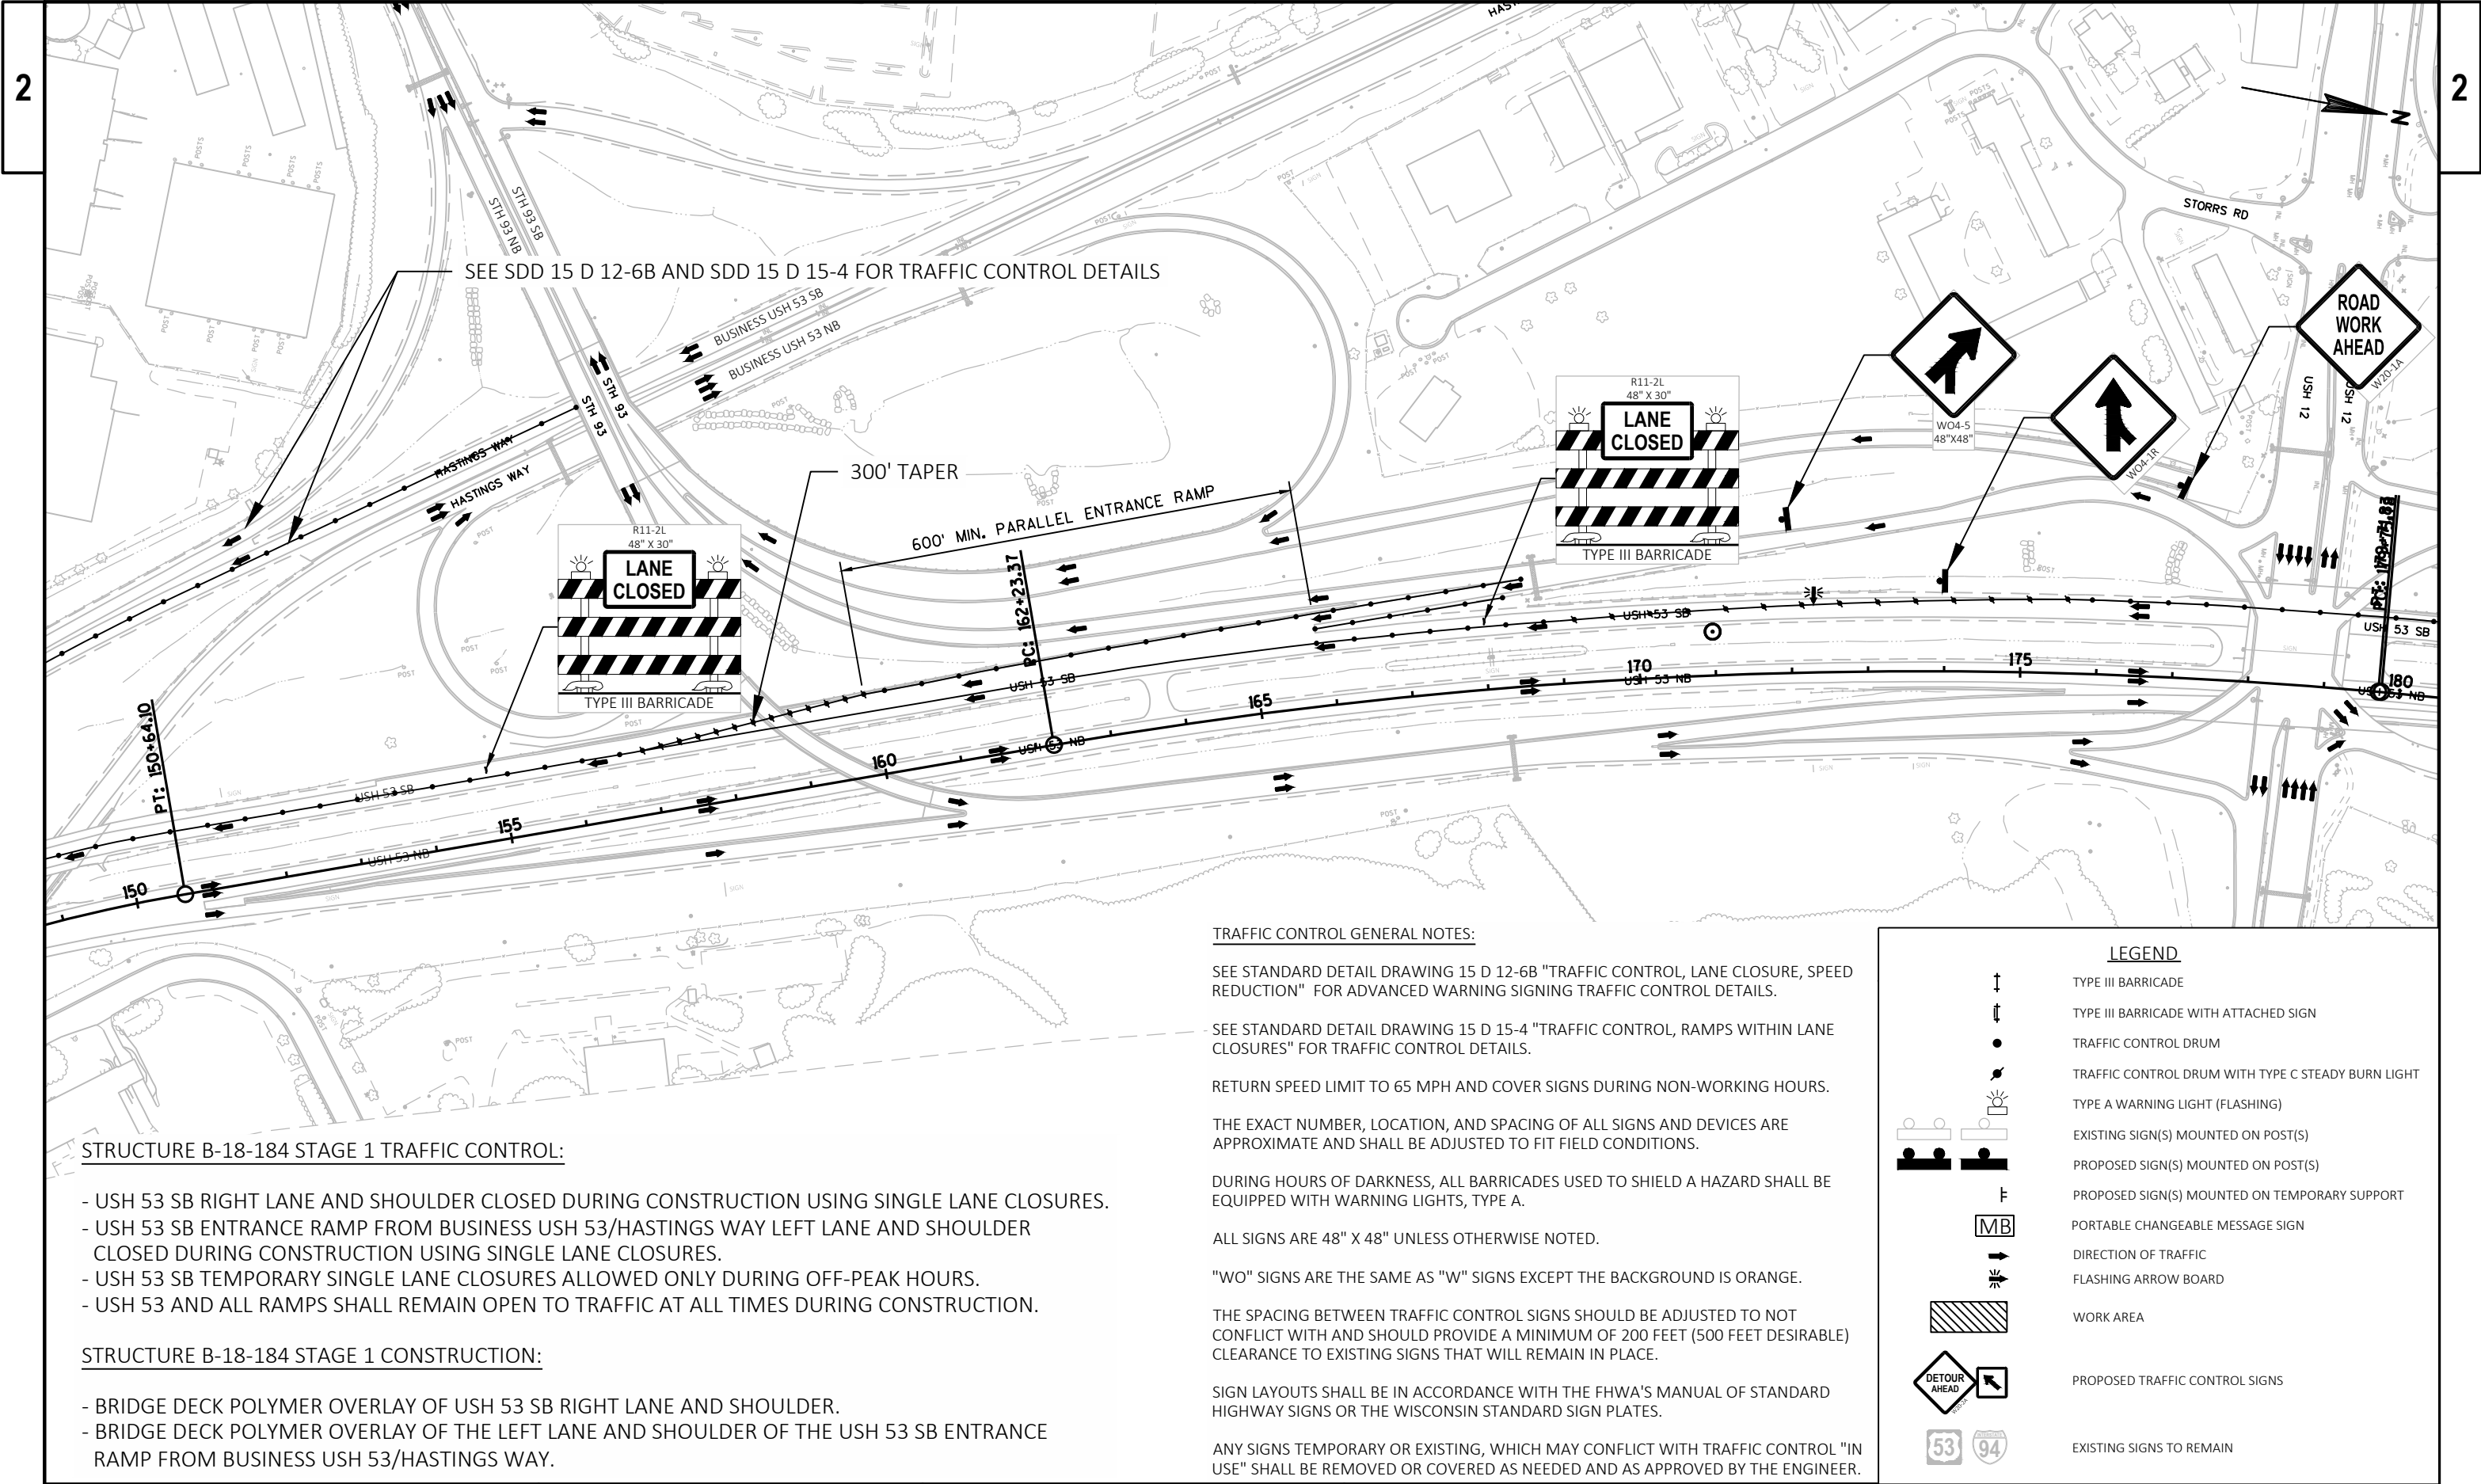 2
2
N
HASTINGS WAY
STH 93 SB
STH 93 NB
STORRS RD
SEE SDD 15 D 12-6B AND SDD 15 D 15-4 FOR TRAFFIC CONTROL DETAILS
BUSINESS USH 53 SB
BUSINESS USH 53 NB
STH 93
STH 93
HASTINGS WAY
ROAD
WORK
AHEAD
W20-1A
USH 12
USH 12
WO4-5
48"X48"
WO4-1R
R11-2L
48" X 30"
LANE
CLOSED
TYPE III BARRICADE
300' TAPER
600' MIN. PARALLEL ENTRANCE RAMP
R11-2L
48" X 30"
LANE
CLOSED
TYPE III BARRICADE
PC: 162+23.37
PT: 150+64.10
USH 53 SB
USH 53 SB
USH 53 SB
USH 53 SB
USH 53 NB
USH 53 NB
USH 53 NB
USH 53 NB
150
155
160
165
170
175
180
POST
POSTS
SIGN
MH
INL
TRAFFIC CONTROL GENERAL NOTES:
SEE STANDARD DETAIL DRAWING 15 D 12-6B "TRAFFIC CONTROL, LANE CLOSURE, SPEED
REDUCTION" FOR ADVANCED WARNING SIGNING TRAFFIC CONTROL DETAILS.
SEE STANDARD DETAIL DRAWING 15 D 15-4 "TRAFFIC CONTROL, RAMPS WITHIN LANE
CLOSURES" FOR TRAFFIC CONTROL DETAILS.
RETURN SPEED LIMIT TO 65 MPH AND COVER SIGNS DURING NON-WORKING HOURS.
THE EXACT NUMBER, LOCATION, AND SPACING OF ALL SIGNS AND DEVICES ARE
APPROXIMATE AND SHALL BE ADJUSTED TO FIT FIELD CONDITIONS.
DURING HOURS OF DARKNESS, ALL BARRICADES USED TO SHIELD A HAZARD SHALL BE
EQUIPPED WITH WARNING LIGHTS, TYPE A.
ALL SIGNS ARE 48" X 48" UNLESS OTHERWISE NOTED.
"WO" SIGNS ARE THE SAME AS "W" SIGNS EXCEPT THE BACKGROUND IS ORANGE.
THE SPACING BETWEEN TRAFFIC CONTROL SIGNS SHOULD BE ADJUSTED TO NOT
CONFLICT WITH AND SHOULD PROVIDE A MINIMUM OF 200 FEET (500 FEET DESIRABLE)
CLEARANCE TO EXISTING SIGNS THAT WILL REMAIN IN PLACE.
SIGN LAYOUTS SHALL BE IN ACCORDANCE WITH THE FHWA'S MANUAL OF STANDARD
HIGHWAY SIGNS OR THE WISCONSIN STANDARD SIGN PLATES.
ANY SIGNS TEMPORARY OR EXISTING, WHICH MAY CONFLICT WITH TRAFFIC CONTROL "IN
USE" SHALL BE REMOVED OR COVERED AS NEEDED AND AS APPROVED BY THE ENGINEER.
STRUCTURE B-18-184 STAGE 1 TRAFFIC CONTROL:
- USH 53 SB RIGHT LANE AND SHOULDER CLOSED DURING CONSTRUCTION USING SINGLE LANE CLOSURES.
- USH 53 SB ENTRANCE RAMP FROM BUSINESS USH 53/HASTINGS WAY LEFT LANE AND SHOULDER
CLOSED DURING CONSTRUCTION USING SINGLE LANE CLOSURES.
- USH 53 SB TEMPORARY SINGLE LANE CLOSURES ALLOWED ONLY DURING OFF-PEAK HOURS.
- USH 53 AND ALL RAMPS SHALL REMAIN OPEN TO TRAFFIC AT ALL TIMES DURING CONSTRUCTION.
STRUCTURE B-18-184 STAGE 1 CONSTRUCTION:
- BRIDGE DECK POLYMER OVERLAY OF USH 53 SB RIGHT LANE AND SHOULDER.
- BRIDGE DECK POLYMER OVERLAY OF THE LEFT LANE AND SHOULDER OF THE USH 53 SB ENTRANCE
RAMP FROM BUSINESS USH 53/HASTINGS WAY.
LEGEND
TYPE III BARRICADE
TYPE III BARRICADE WITH ATTACHED SIGN
TRAFFIC CONTROL DRUM
TRAFFIC CONTROL DRUM WITH TYPE C STEADY BURN LIGHT
TYPE A WARNING LIGHT (FLASHING)
EXISTING SIGN(S) MOUNTED ON POST(S)
PROPOSED SIGN(S) MOUNTED ON POST(S)
PROPOSED SIGN(S) MOUNTED ON TEMPORARY SUPPORT
MB PORTABLE CHANGEABLE MESSAGE SIGN
DIRECTION OF TRAFFIC
FLASHING ARROW BOARD
WORK AREA
DETOUR
AHEAD
PROPOSED TRAFFIC CONTROL SIGNS
53 94 EXISTING SIGNS TO REMAIN